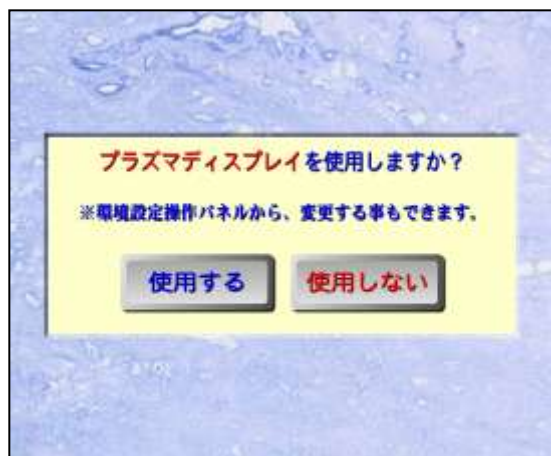 プラズマディスプレイを使用しますか？
※環境設定操作パネルから、変更する事もできます。
使用する
使用しない